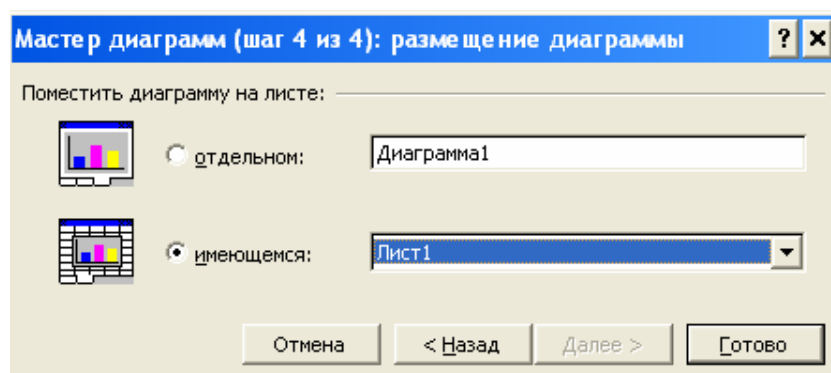 Мастер диаграмм (шаг 4 из 4): размещение диаграммы
Поместить диаграмму на листе:
отдельном: Диаграмма1
имеющемся: Лист1
Отмена < Назад Далее > Готово